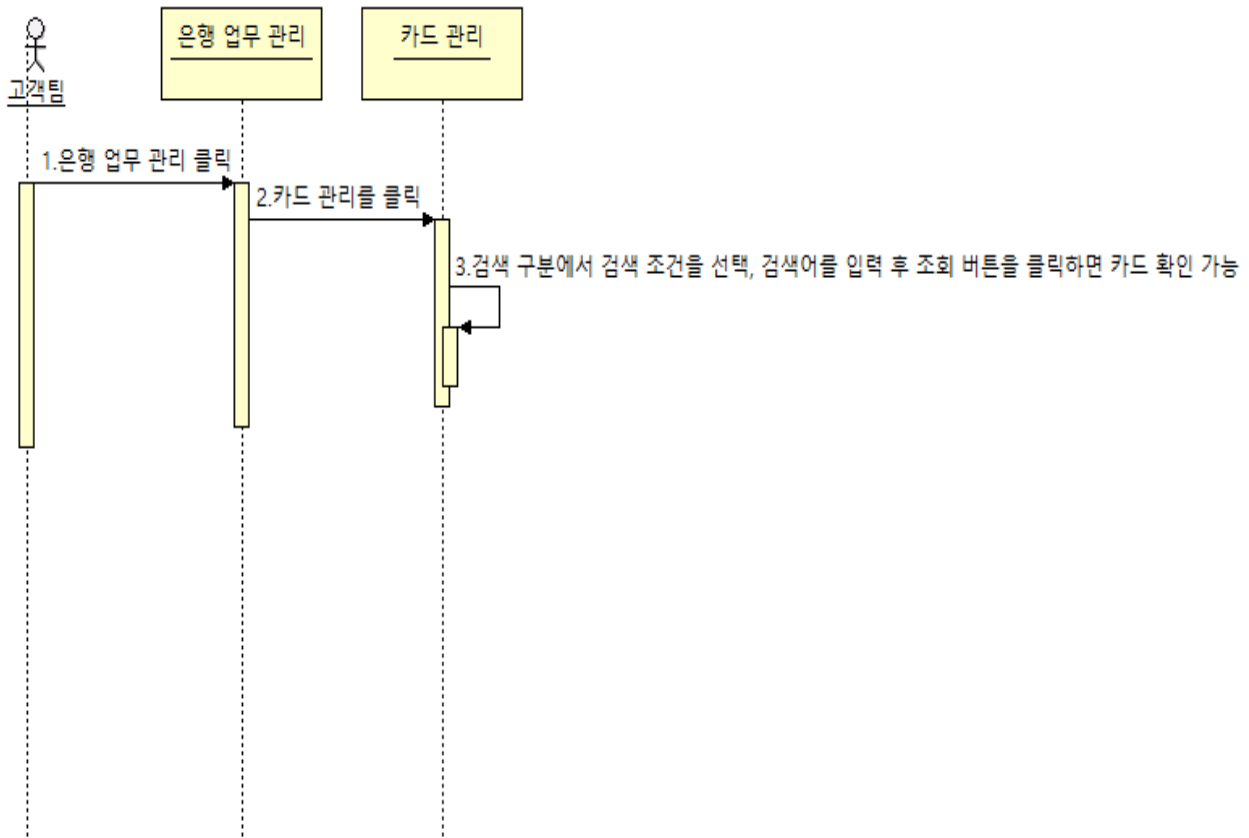 고객팀
은행 업무 관리
카드 관리
1.은행 업무 관리 클릭
2.카드 관리를 클릭
3.검색 구분에서 검색 조건을 선택, 검색어를 입력 후 조회 버튼을 클릭하면 카드 확인 가능